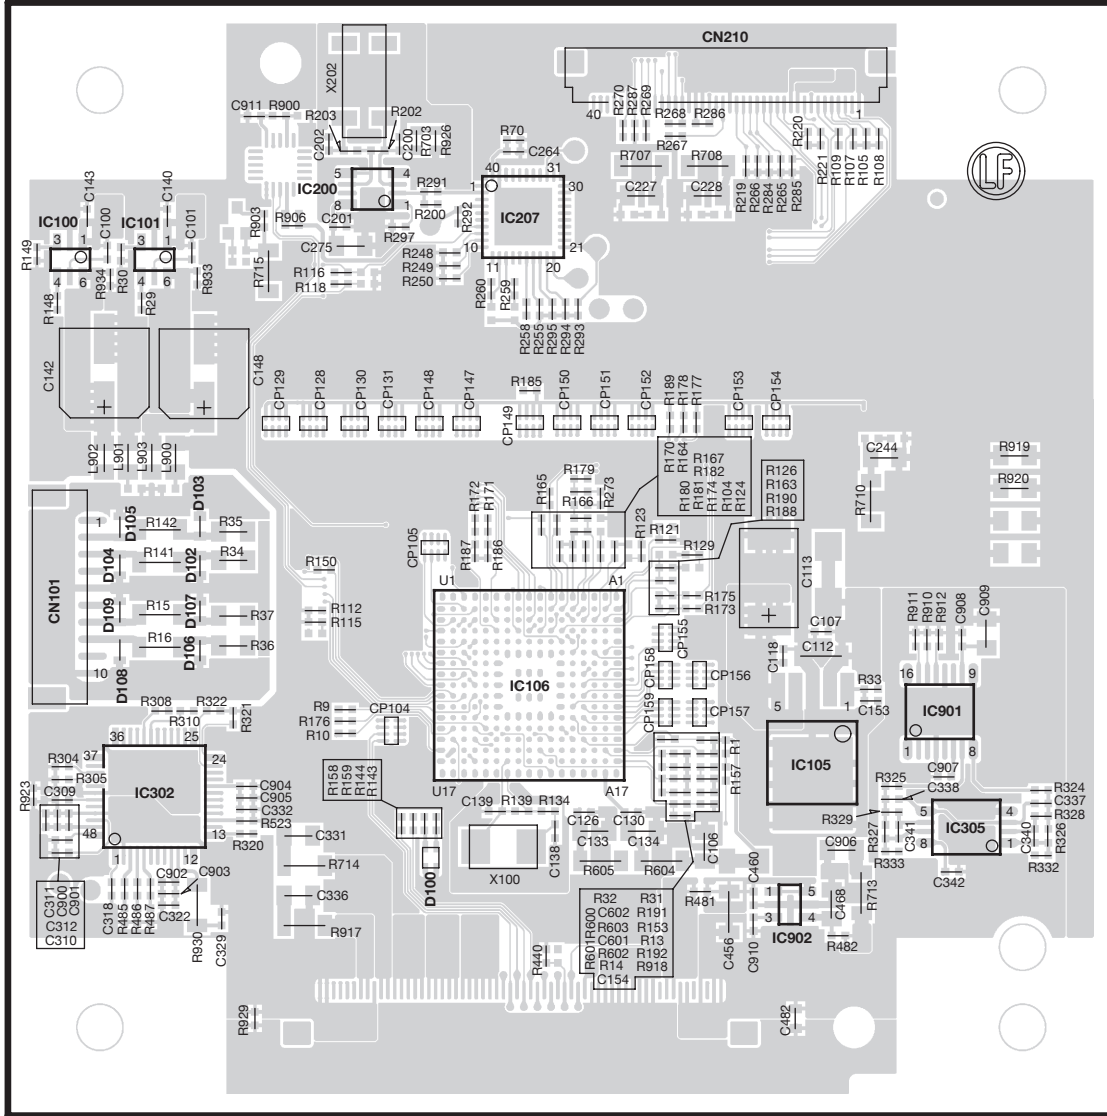 CN210
X202
C911 R900
R203
R202
C202
C200
R703
R926
R70
C264
R270
R287
R269
40
1
R268 R286
R267
R220
R221
R109
R107
R105
R108
LF
R707
R708
C227
C228
R219
R266
R284
R265
R285
IC200
5
4
8
1
R291
R200
R292
1
40
31
30
IC207
10
11
20
21
C143
C140
IC100
IC101
C100
C101
R149
3
1
4
6
3
1
4
6
R934
R30
R933
R148
R29
R903
R906
C201
C275
R297
R715
R116
R118
R248
R249
R250
R260
R259
R258
R255
R295
R294
R293
C142
C148
CP129
CP128
CP130
CP131
CP148
CP147
R185
CP149
CP150
CP151
CP152
R189
R178
R177
CP153
CP154
L902
L901
L903
L900
R170
R164
R167
R182
R180
R181
R174
R104
R124
R126
R163
R190
R188
C244
R710
R919
R920
R179
R165
R166
R273
R172
R171
R187
R186
R123
R121
R129
CP105
CN101
1
10
D105
R142
D103
R35
D104
R141
D102
R34
D109
R15
D107
R37
R16
D106
R36
D108
R150
R112
R115
U1
A1
IC106
U17
A17
R175
R173
CP155
CP158
CP156
CP159
CP157
C113
C107
C118
C112
R911
R910
R912
C908
C909
16
9
IC901
1
8
R33
C153
5
1
IC105
R308
R322
R310
R321
36
25
37
24
IC302
48
13
1
12
R304
R305
R923
C309
C904
C905
C332
R523
R320
R9
R176
R10
CP104
R158
R159
R144
R143
R1
R157
C139 R139 R134
C138
X100
D100
C126
C130
C133
C134
R605
R604
C106
C460
C907
C338
R325
R329
R327
C341
R333
5
4
IC305
8
1
C340
R324
C337
R328
R326
R332
C342
C906
R713
C331
R714
C336
R917
C311
C900
C901
C312
C310
C318
R485
R486
R487
C902
C903
C322
R930
C329
R481
C456
C910
1
5
3
4
IC902
C468
R482
R32
R31
R600
C602
R191
R603
R153
R601
C601
R13
R602
R192
R14
R918
C154
R440
R929
C482